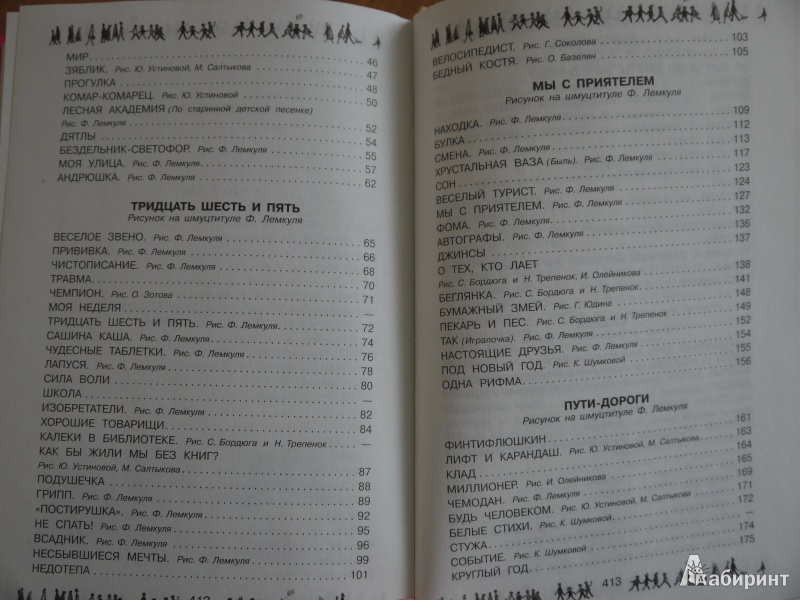 МИР 46
ЗЯБЛИК. Рис. Ю. Устиновой, М. Салтыкова 47
ПРОГУЛКА 48
КОМАР-КОМАРЕЦ. Рис. Ю. Устиновой 50
ЛЕСНАЯ АКАДЕМИЯ (По старинной детской песенке)
Рис. Ф. Лемкуля 52
ДЯТЛЫ 54
БЕЗДЕЛЬНИК-СВЕТОФОР. Рис. Ф. Лемкуля 55
МОЯ УЛИЦА. Рис. Ф. Лемкуля 57
АНДРЮШКА. Рис. Ф. Лемкуля 62
ТРИДЦАТЬ ШЕСТЬ И ПЯТЬ
Рисунок на шмуцтитуле Ф. Лемкуля
ВЕСЕЛОЕ ЗВЕНО. Рис. Ф. Лемкуля 65
ПРИВИВКА. Рис. Ф. Лемкуля 66
ЧИСТОПИСАНИЕ. Рис. Ф. Лемкуля 68
ТРАВМА 70
ЧЕМПИОН. Рис. О. Зотова 71
МОЯ НЕДЕЛЯ —
ТРИДЦАТЬ ШЕСТЬ И ПЯТЬ. Рис. Ф. Лемкуля 72
САШИНА КАША. Рис. Ф. Лемкуля 74
ЧУДЕСНЫЕ ТАБЛЕТКИ. Рис. Ф. Лемкуля 76
ЛАПУСЯ. Рис. Ф. Лемкуля 78
СИЛА ВОЛИ 80
ШКОЛА —
ИЗОБРЕТАТЕЛИ. Рис. Ф. Лемкуля 82
ХОРОШИЕ ТОВАРИЩИ 84
КАЛЕКИ В БИБЛИОТЕКЕ. Рис. С. Бордюга и Н. Трепенок —
КАК БЫ ЖИЛИ МЫ БЕЗ КНИГ?
Рис. Ю. Устиновой, М. Салтыкова 87
ПОДУШЕЧКА 88
ГРИПП. Рис. Ф. Лемкуля 89
«ПОСТИРУШКА». Рис. Ф. Лемкуля 92
НЕ СПАТЬ! Рис. Ф. Лемкуля 95
ВСАДНИК. Рис. Ф. Лемкуля 96
НЕСБЫВШИЕСЯ МЕЧТЫ. Рис. Ф. Лемкуля 99
НЕДОТЕПА 101
412
ВЕЛОСИПЕДИСТ. Рис. Г. Соколова 103
БЕДНЫЙ КОСТЯ. Рис. О. Базелян 105
МЫ С ПРИЯТЕЛЕМ
Рисунок на шмуцтитуле Ф. Лемкуля
НАХОДКА. Рис. Ф. Лемкуля 109
БУЛКА 112
СМЕНА. Рис. Ф. Лемкуля 113
ХРУСТАЛЬНАЯ ВАЗА (Быль). Рис. Ф. Лемкуля 117
СОН 123
ВЕСЕЛЫЙ ТУРИСТ. Рис. Ф. Лемкуля 124
МЫ С ПРИЯТЕЛЕМ. Рис. Ф. Лемкуля 127
ФОМА. Рис. Ф. Лемкуля 132
АВТОГРАФЫ. Рис. Ф. Лемкуля 136
ДЖИНСЫ 137
О ТЕХ, КТО ЛАЕТ
Рис. С. Бордюга и Н. Трепенок, И. Олейникова 138
БЕГЛЯНКА. Рис. С. Бордюга и Н. Трепенок 141
БУМАЖНЫЙ ЗМЕЙ. Рис. Г. Юдина 148
ПЕКАРЬ И ПЕС. Рис. С. Бордюга и Н. Трепенок 149
ТАК (Игралочка). Рис. Ф. Лемкуля 152
НАСТОЯЩИЕ ДРУЗЬЯ. Рис. Ф. Лемкуля 154
ПОД НОВЫЙ ГОД. Рис. К. Шумковой 155
ОДНА РИФМА 156
ПУТИ-ДОРОГИ
Рисунок на шмуцтитуле Ф. Лемкуля
ФИНТИФЛЮШКИН 161
ЛИФТ И КАРАНДАШ. Рис. Ю. Устиновой, М. Салтыкова 163
КЛАД 164
МИЛЛИОНЕР. Рис. И. Олейникова 165
ЧЕМОДАН. Рис. Ф. Лемкуля 169
БУДЬ ЧЕЛОВЕКОМ. Рис. Ю. Устиновой, М. Салтыкова 171
БЕЛЫЕ СТИХИ. Рис. К. Шумковой 172
СТУЖА —
СОБЫТИЕ. Рис. К. Шумковой 174
КРУГЛЫЙ ГОД 175
413
Лабиринт